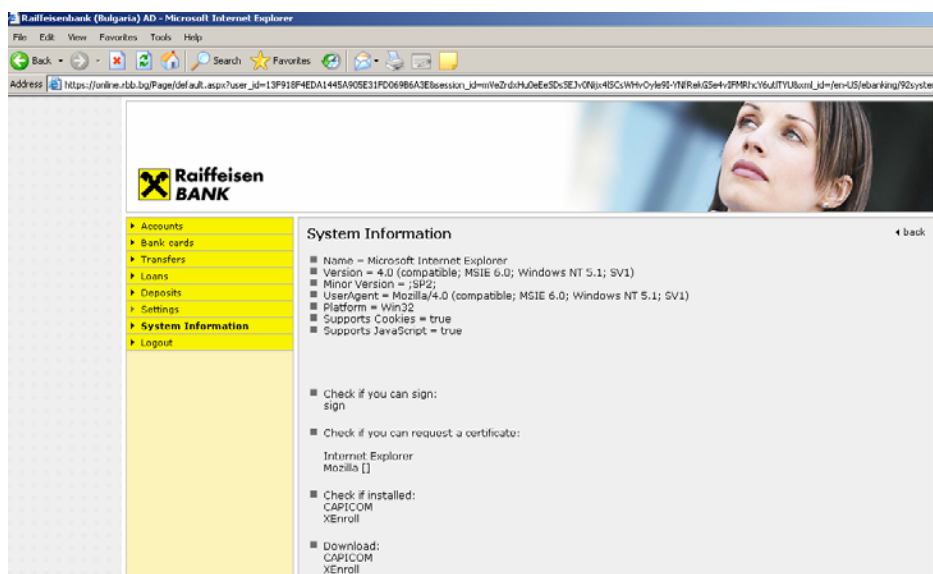 Raiffeisenbank (Bulgaria) AD - Microsoft Internet Explorer
File Edit View Favorites Tools Help
Back Search Favorites
Address
Raiffeisen
BANK
Accounts
Bank cards
Transfers
Loans
Deposits
Settings
System Information
Logout
System Information
back
Name = Microsoft Internet Explorer
Version = 4.0 (compatible; MSIE 6.0; Windows NT 5.1; SV1)
Minor Version = ;SP2;
UserAgent = Mozilla/4.0 (compatible; MSIE 6.0; Windows NT 5.1; SV1)
Platform = Win32
Supports Cookies = true
Supports JavaScript = true
Check if you can sign:
sign
Check if you can request a certificate:
Internet Explorer
Mozilla []
Check if installed:
CAPICOM
XEnroll
Download:
CAPICOM
XEnroll